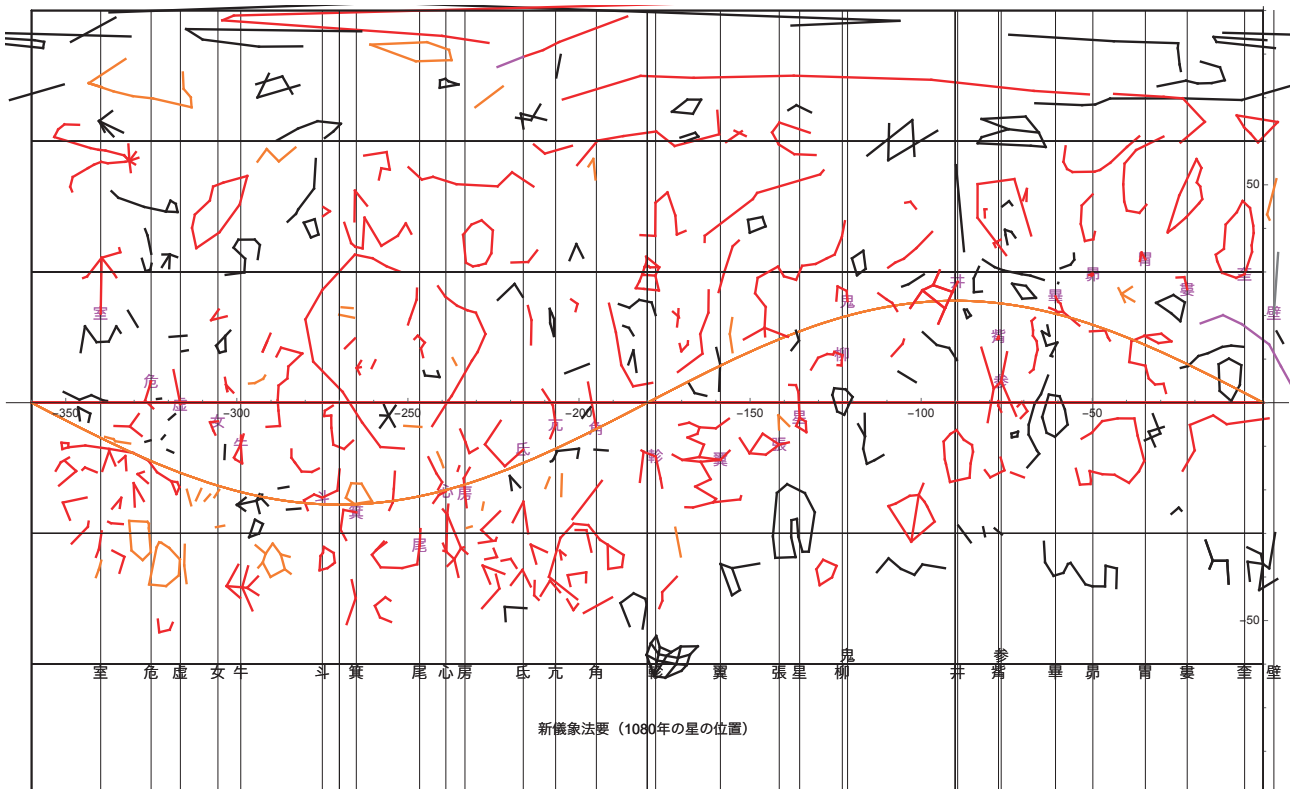 50
室
壁
奎
婁
胃
昴
畢
井
鬼
觜
柳
参
危
虚
女
牛
-350
-300
-250
-200
-150
-100
-50
亢
角
氐
軫
翼
張
星
斗
箕
心 房
尾
-50
鬼 参
室 危 虚 女 牛 斗 箕 尾 心 房 氐 亢 角 軫 翼 張 星 柳 井 觜 畢 昴 胃 婁 奎 壁
新儀象法要（1080年の星の位置）